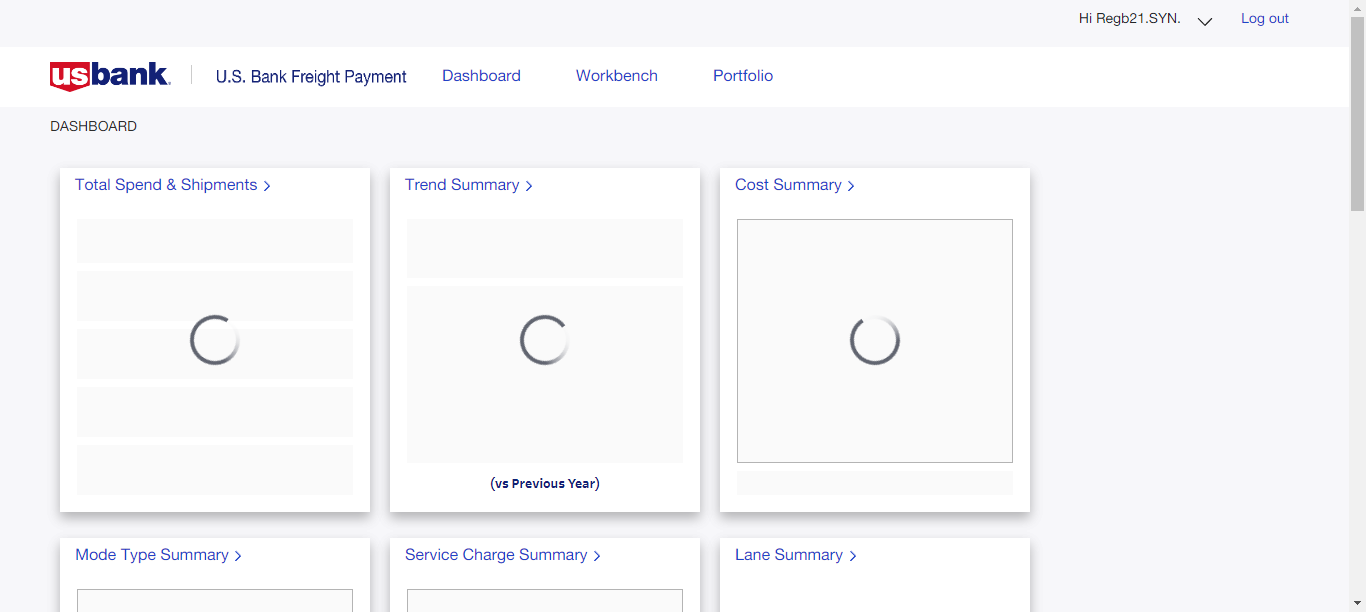 Hi Regb21.SYN.
Log out
usbank.
U.S. Bank Freight Payment
Dashboard
Workbench
Portfolio
DASHBOARD
Total Spend & Shipments
Trend Summary
(vs Previous Year)
Cost Summary
Mode Type Summary
Service Charge Summary
Lane Summary